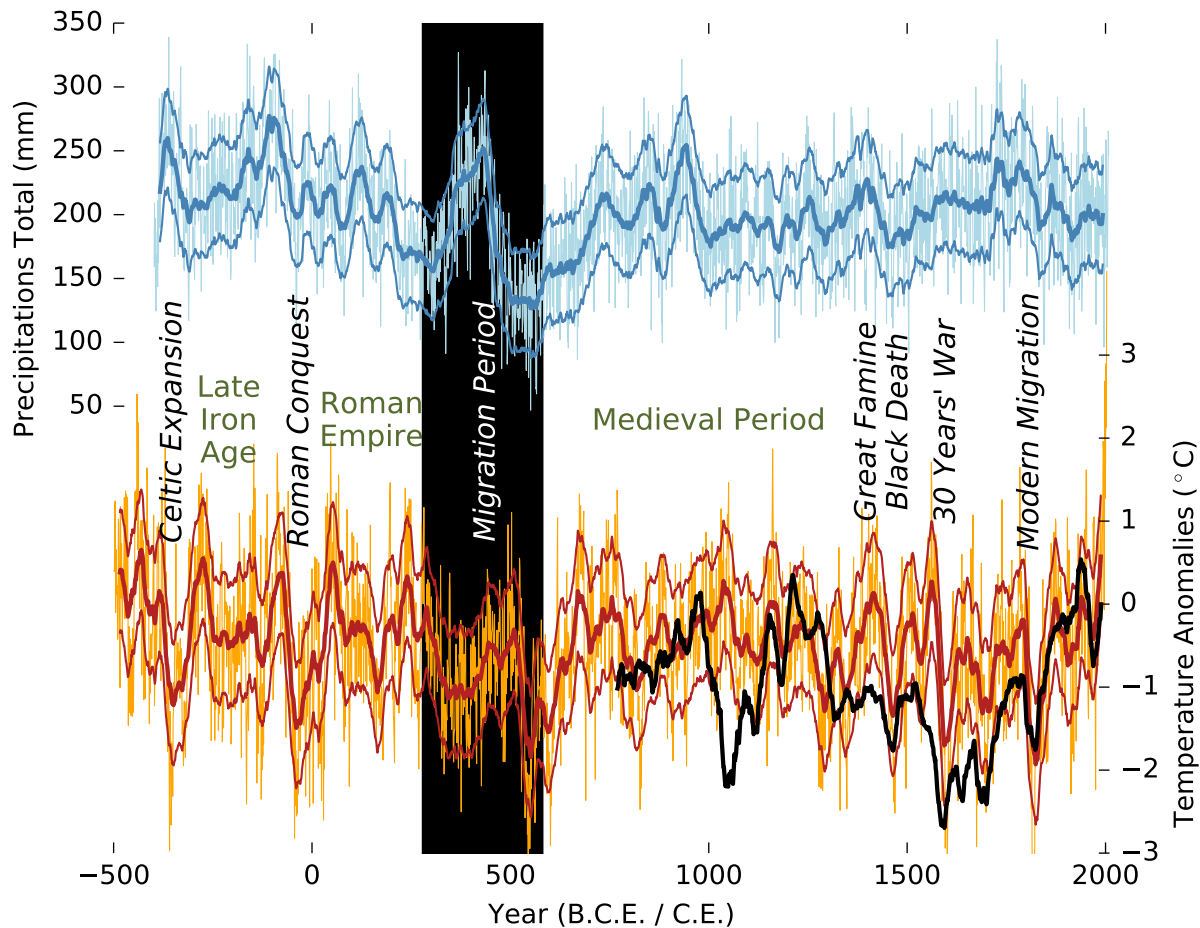 350
300
250
200
150
100
50
Precipitations Total (mm)
Celtic Expansion
Late
Iron
Age
Roman Conquest
Roman
Empire
Migration Period
Medieval Period
Great Famine
Black Death
30 Years' War
Modern Migration
3
2
1
0
−1
−2
−3
Temperature Anomalies (°C)
−500
0
500
1000
1500
2000
Year (B.C.E. / C.E.)